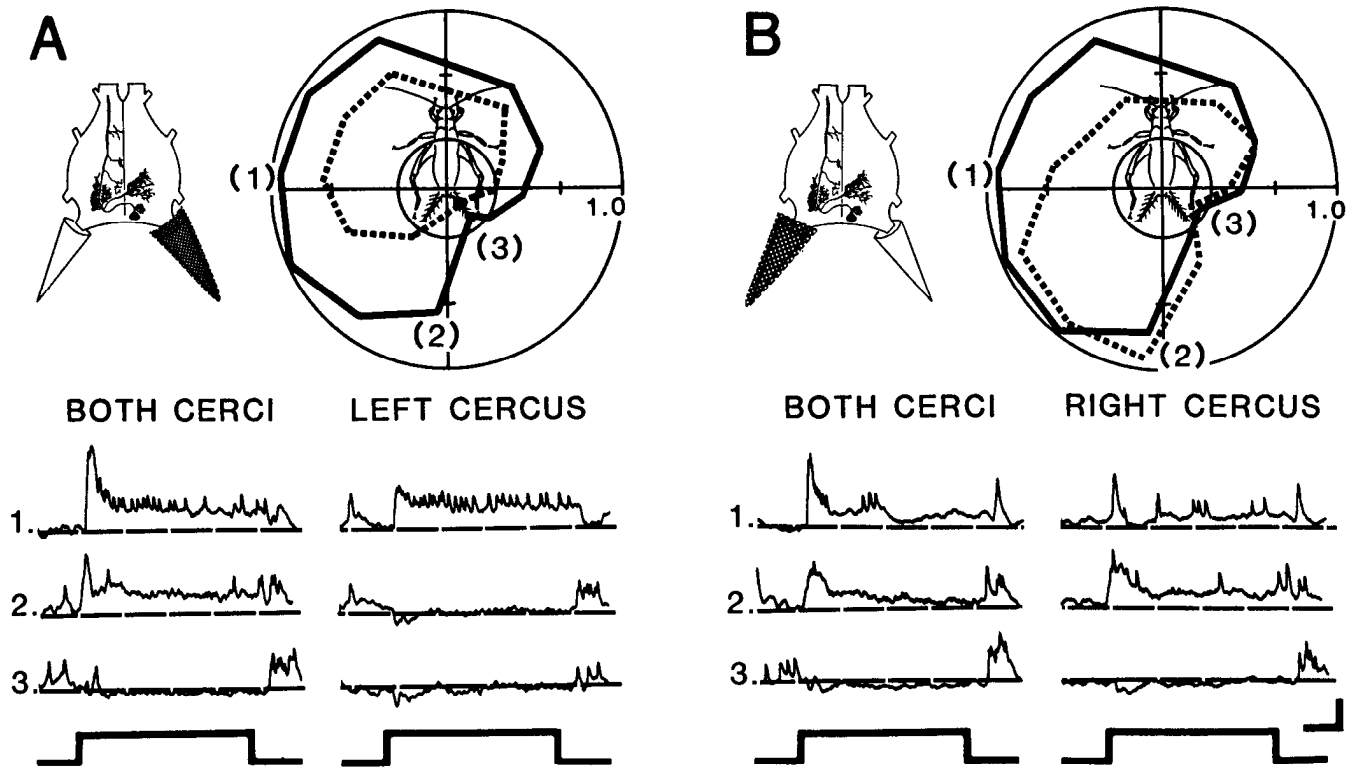 A
B
(1)
(2)
(3)
1.0
(1)
(2)
(3)
1.0
BOTH CERCI
LEFT CERCUS
BOTH CERCI
RIGHT CERCUS
1.
2.
3.
1.
2.
3.